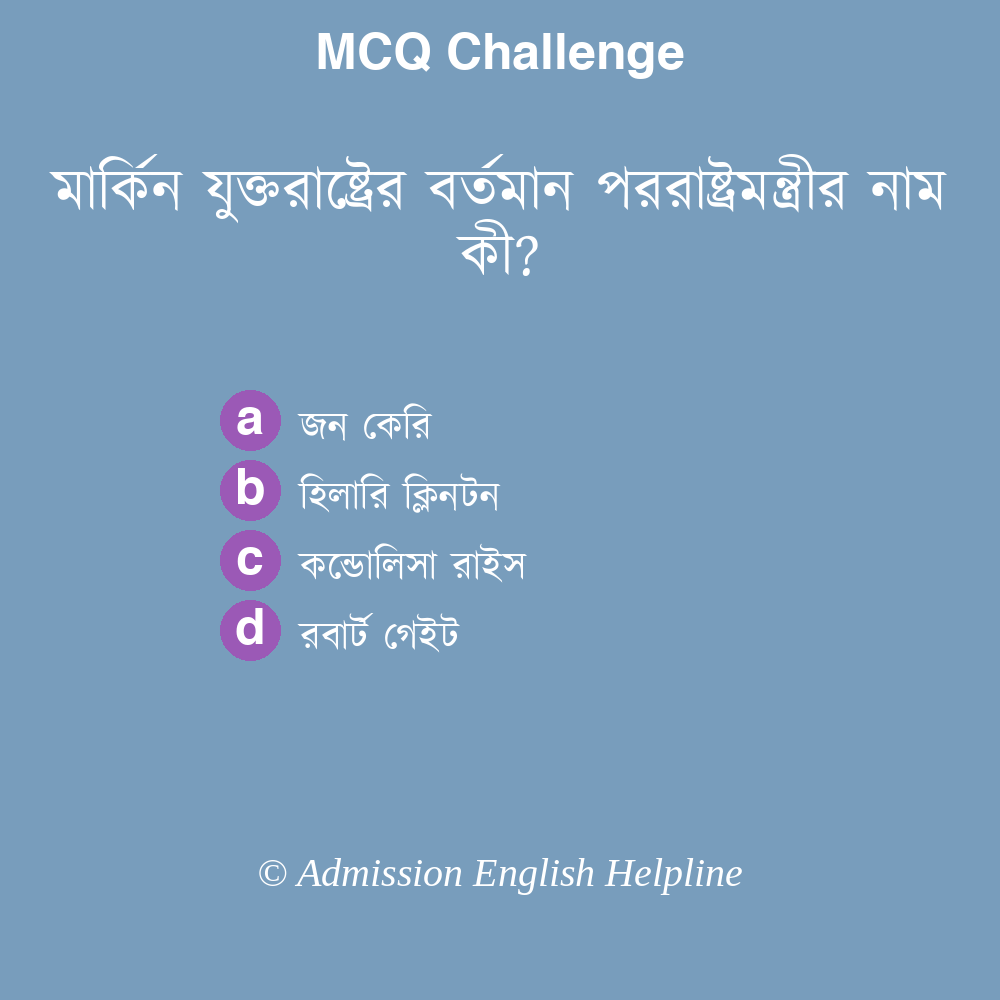 MCQ Challenge
মার্কিন যুক্তরাষ্ট্রের বর্তমান পররাষ্ট্রমন্ত্রীর নাম
কী?
a জন কেরি
b হিলারি ক্লিনটন
c কন্ডোলিসা রাইস
d রবার্ট গেইট
© Admission English Helpline